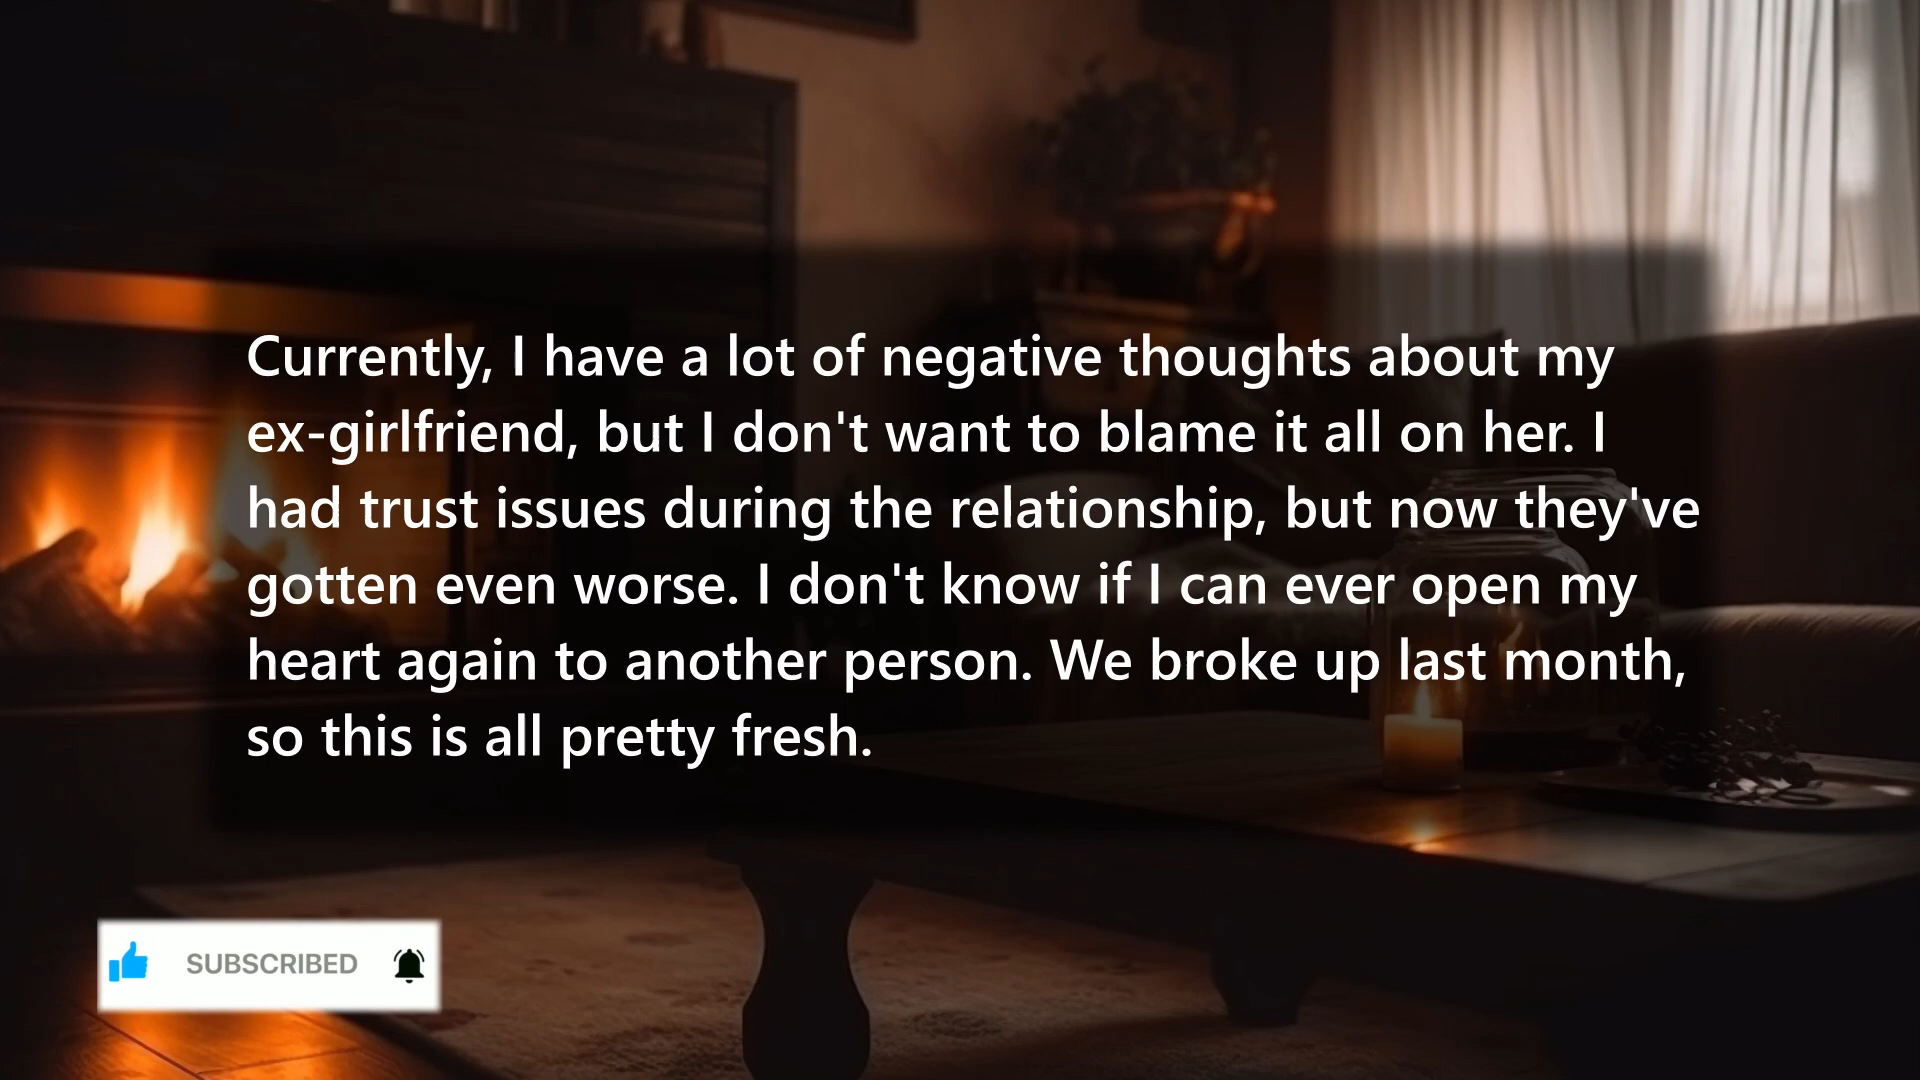 Currently, I have a lot of negative thoughts about my
ex-girlfriend, but I don't want to blame it all on her. I
had trust issues during the relationship, but now they've
gotten even worse. I don't know if I can ever open my
heart again to another person. We broke up last month,
so this is all pretty fresh.
SUBSCRIBED